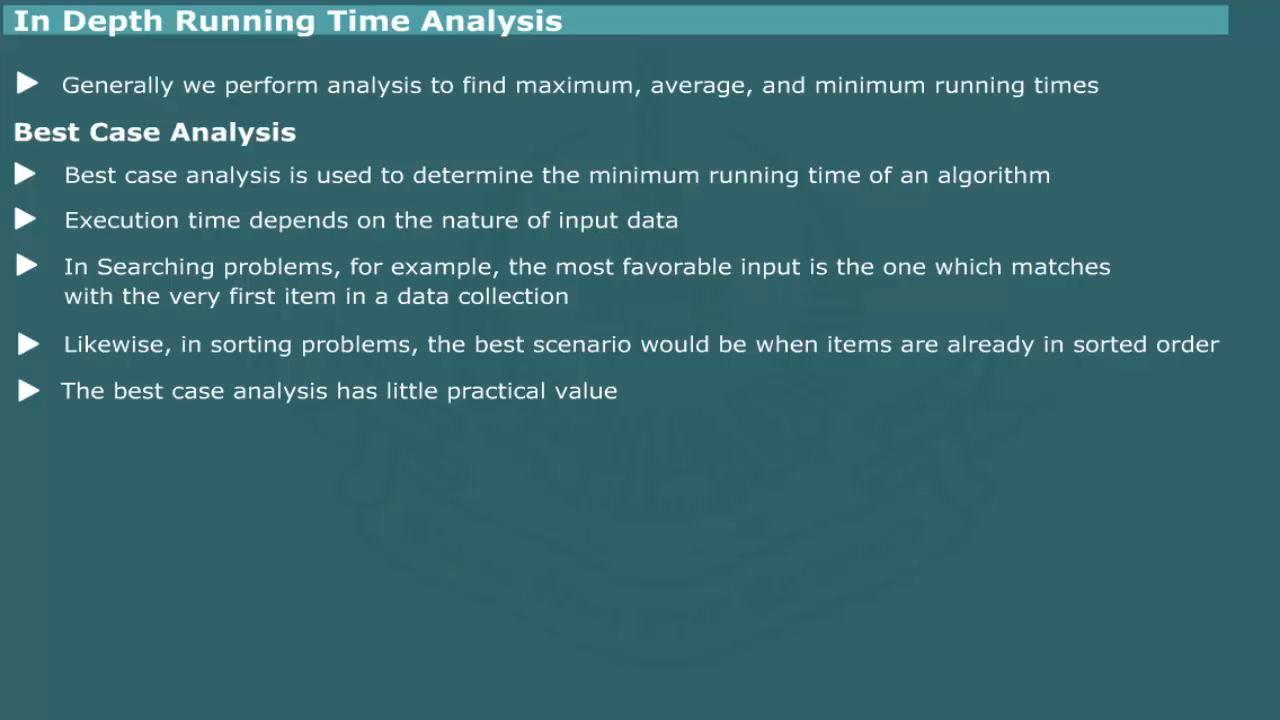 In Depth Running Time Analysis
Generally we perform analysis to find maximum, average, and minimum running times
Best Case Analysis
Best case analysis is used to determine the minimum running time of an algorithm
Execution time depends on the nature of input data
In Searching problems, for example, the most favorable input is the one which matches
with the very first item in a data collection
Likewise, in sorting problems, the best scenario would be when items are already in sorted order
The best case analysis has little practical value